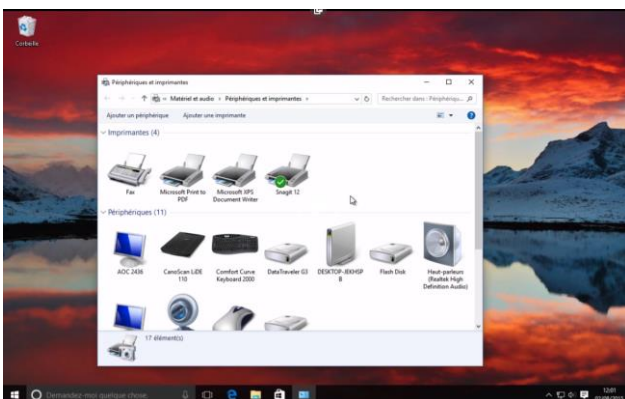 Corbeille
Périphériques et imprimantes
« Matériel et audio › Périphériques et imprimantes ›
Rechercher dans : Périphériqu...
Ajouter un périphérique Ajouter une imprimante
Imprimantes (4)
Fax
Microsoft Print to
PDF
Microsoft XPS
Document Writer
Snagit 12
Périphériques (11)
AOC 2436
CanoScan LiDE
110
Comfort Curve
Keyboard 2000
DataTraveler G3
Flash Disk
Haut-parleurs
(Realtek High
Definition Audio)
17 élément(s)
Demandez-moi quelque chose
12:01